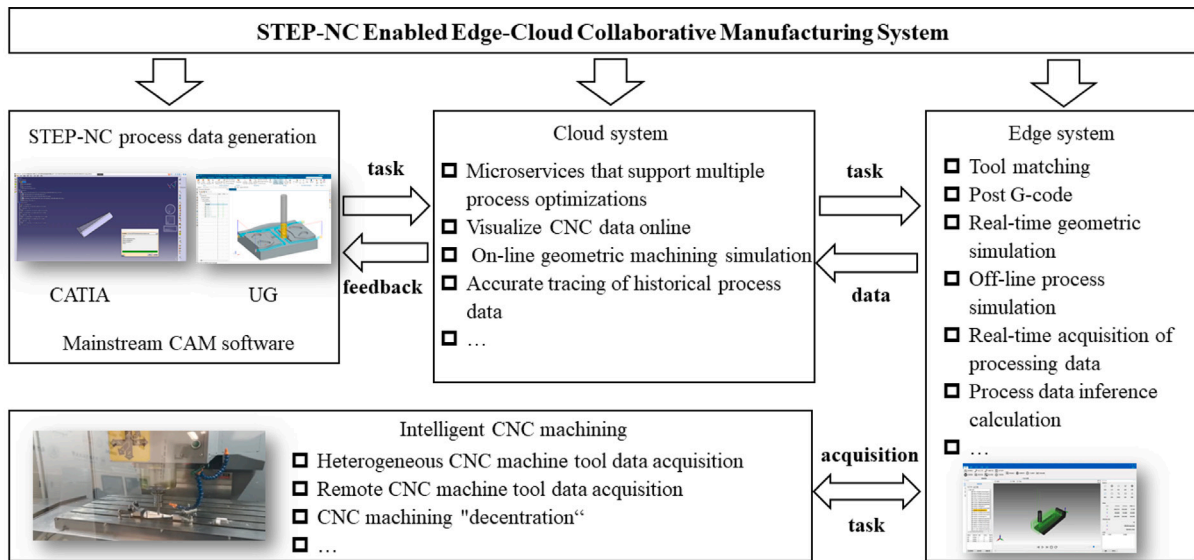 STEP-NC Enabled Edge-Cloud Collaborative Manufacturing System
STEP-NC process data generation
CATIA
UG
Mainstream CAM software
task
feedback
Cloud system
Microservices that support multiple
process optimizations
Visualize CNC data online
On-line geometric machining simulation
Accurate tracing of historical process
data
…
task
data
Edge system
Tool matching
Post G-code
Real-time geometric
simulation
Off-line process
simulation
Real-time acquisition of
processing data
Process data inference
calculation
…
Intelligent CNC machining
Heterogeneous CNC machine tool data acquisition
Remote CNC machine tool data acquisition
CNC machining "decentration“
…
acquisition
task